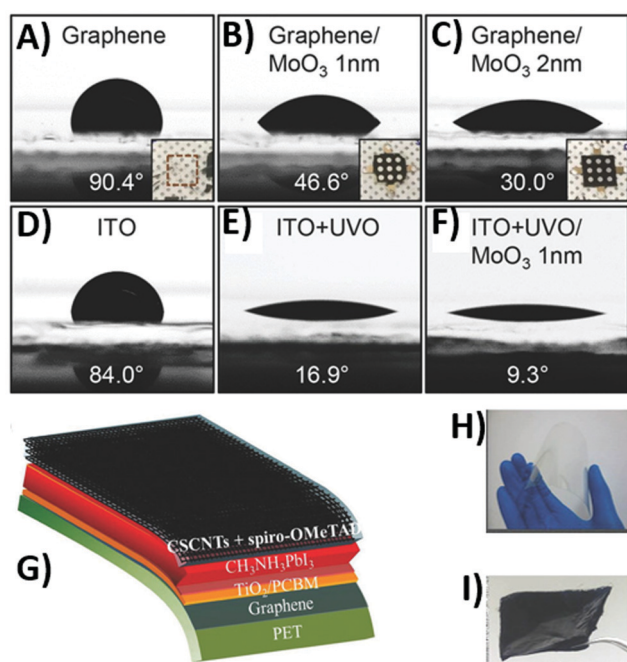 A)
Graphene
90.4°
B)
Graphene/
MoO₃ 1nm
46.6°
C)
Graphene/
MoO₃ 2nm
30.0°
D)
ITO
84.0°
E)
ITO+UVO
16.9°
F)
ITO+UVO/
MoO₃ 1nm
9.3°
G)
CSCNTs + spiro-OMeTAD
CH₃NH₃PbI₃
TiO₂/PCBM
Graphene
PET
H)
I)